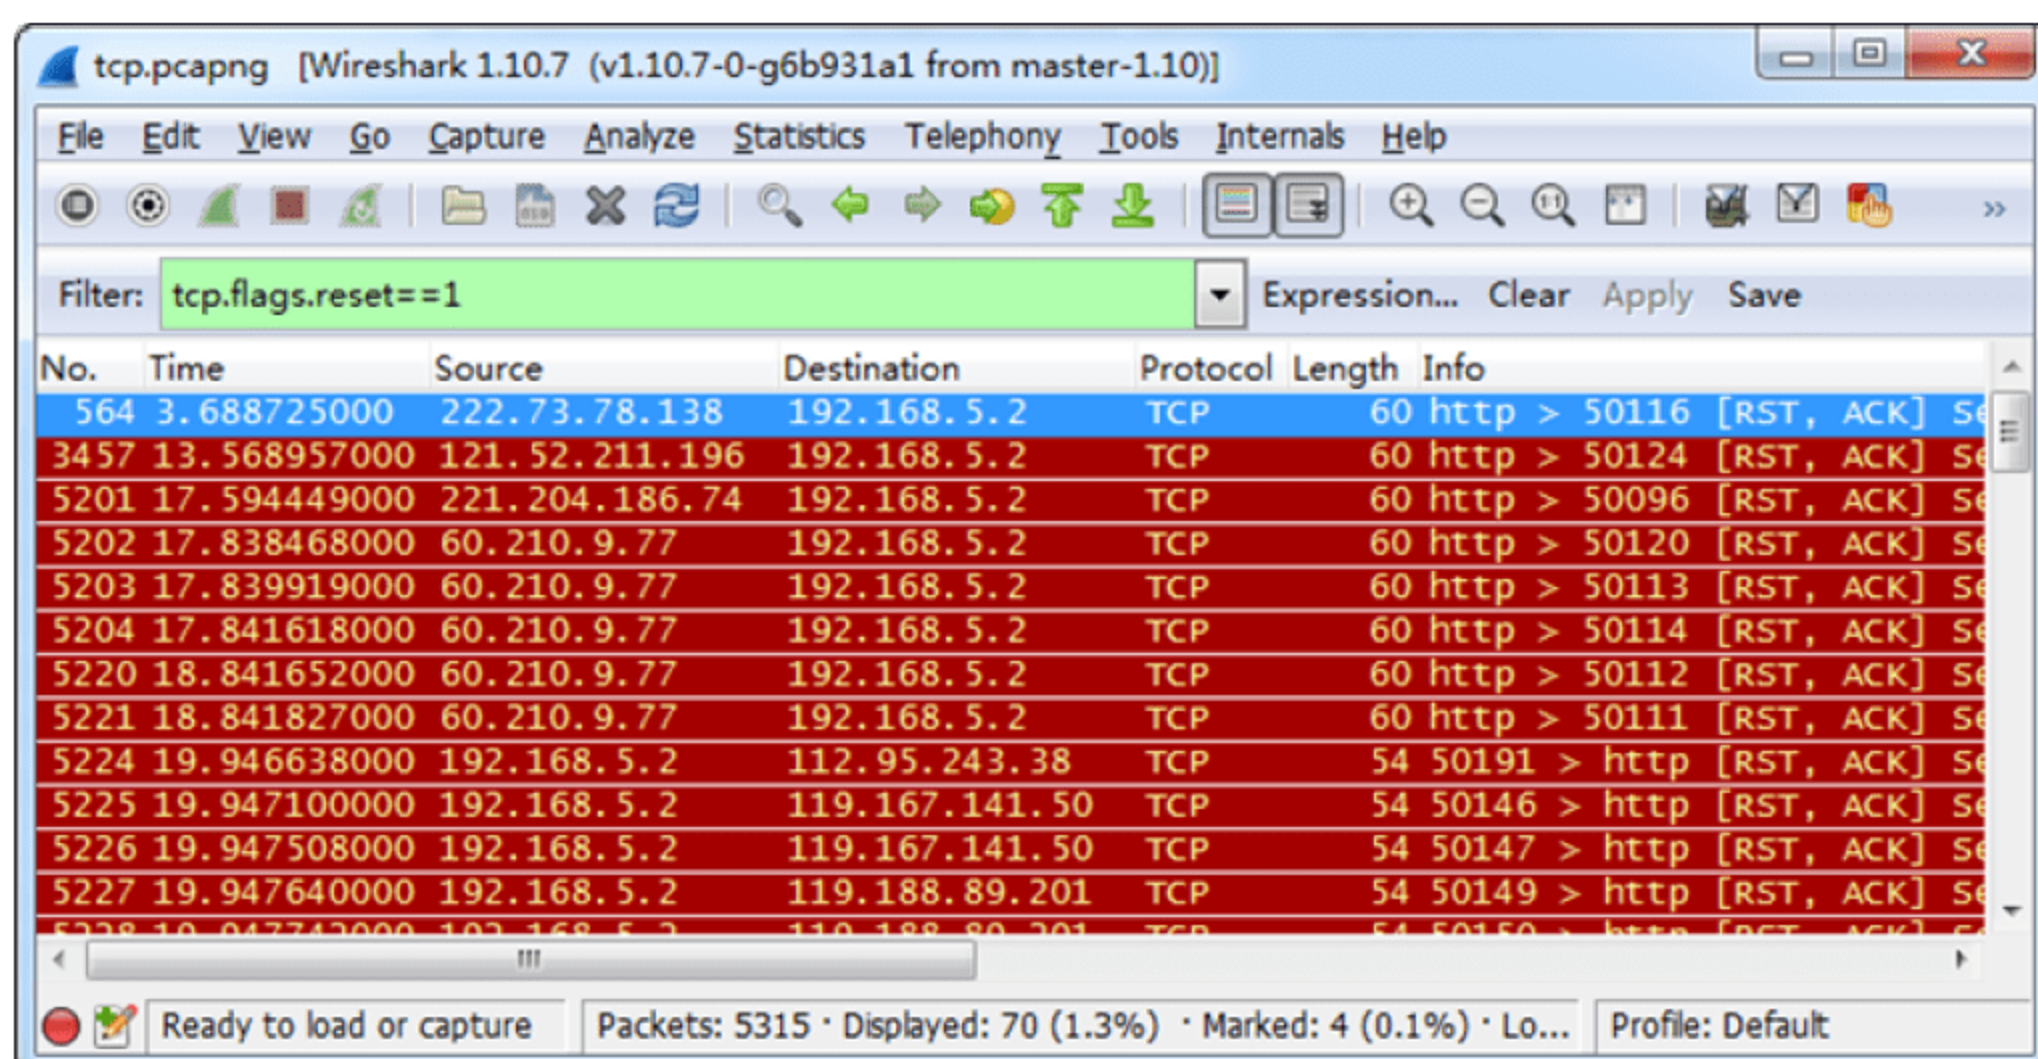 tcp.pcapng [Wireshark 1.10.7 (v1.10.7-0-g6b931a1 from master-1.10)]
File Edit View Go Capture Analyze Statistics Telephony Tools Internals Help
Filter: tcp.flags.reset==1 Expression... Clear Apply Save
No. Time Source Destination Protocol Length Info
564 3.688725000 222.73.78.138 192.168.5.2 TCP 60 http > 50116 [RST, ACK] Se
3457 13.568957000 121.52.211.196 192.168.5.2 TCP 60 http > 50124 [RST, ACK] Se
5201 17.594449000 221.204.186.74 192.168.5.2 TCP 60 http > 50096 [RST, ACK] Se
5202 17.838468000 60.210.9.77 192.168.5.2 TCP 60 http > 50120 [RST, ACK] Se
5203 17.839919000 60.210.9.77 192.168.5.2 TCP 60 http > 50113 [RST, ACK] Se
5204 17.841618000 60.210.9.77 192.168.5.2 TCP 60 http > 50114 [RST, ACK] Se
5220 18.841652000 60.210.9.77 192.168.5.2 TCP 60 http > 50112 [RST, ACK] Se
5221 18.841827000 60.210.9.77 192.168.5.2 TCP 60 http > 50111 [RST, ACK] Se
5224 19.946638000 192.168.5.2 112.95.243.38 TCP 54 50191 > http [RST, ACK] Se
5225 19.947100000 192.168.5.2 119.167.141.50 TCP 54 50146 > http [RST, ACK] Se
5226 19.947508000 192.168.5.2 119.167.141.50 TCP 54 50147 > http [RST, ACK] Se
5227 19.947640000 192.168.5.2 119.188.89.201 TCP 54 50149 > http [RST, ACK] Se
Ready to load or capture Packets: 5315 · Displayed: 70 (1.3%) · Marked: 4 (0.1%) · Lo... Profile: Default